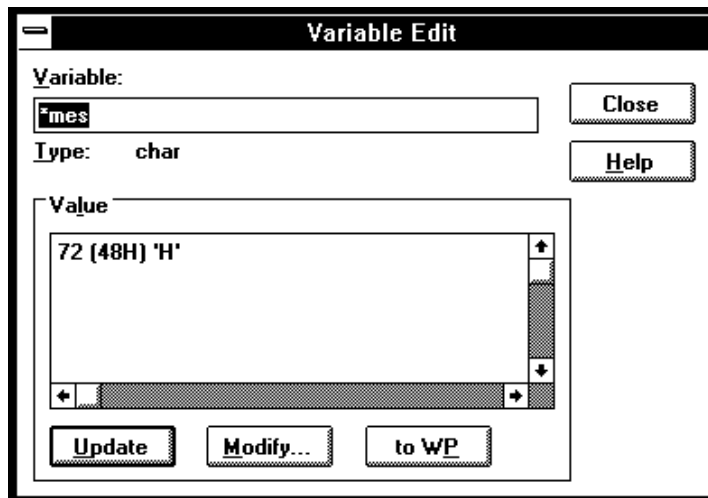 Variable Edit
Variable:
*mes
Close
Type: char
Help
Value
72 (48H) 'H'
Update
Modify...
to WP